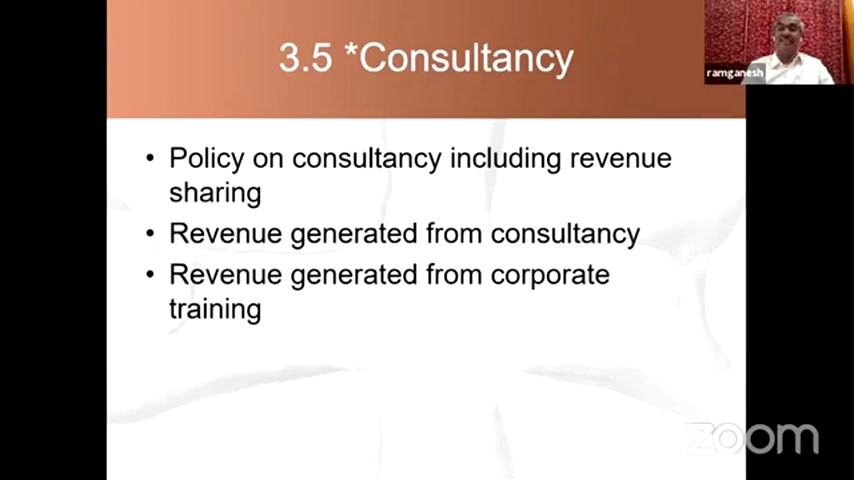 3.5 *Consultancy
ramganesh
• Policy on consultancy including revenue
sharing
• Revenue generated from consultancy
• Revenue generated from corporate
training
zoom